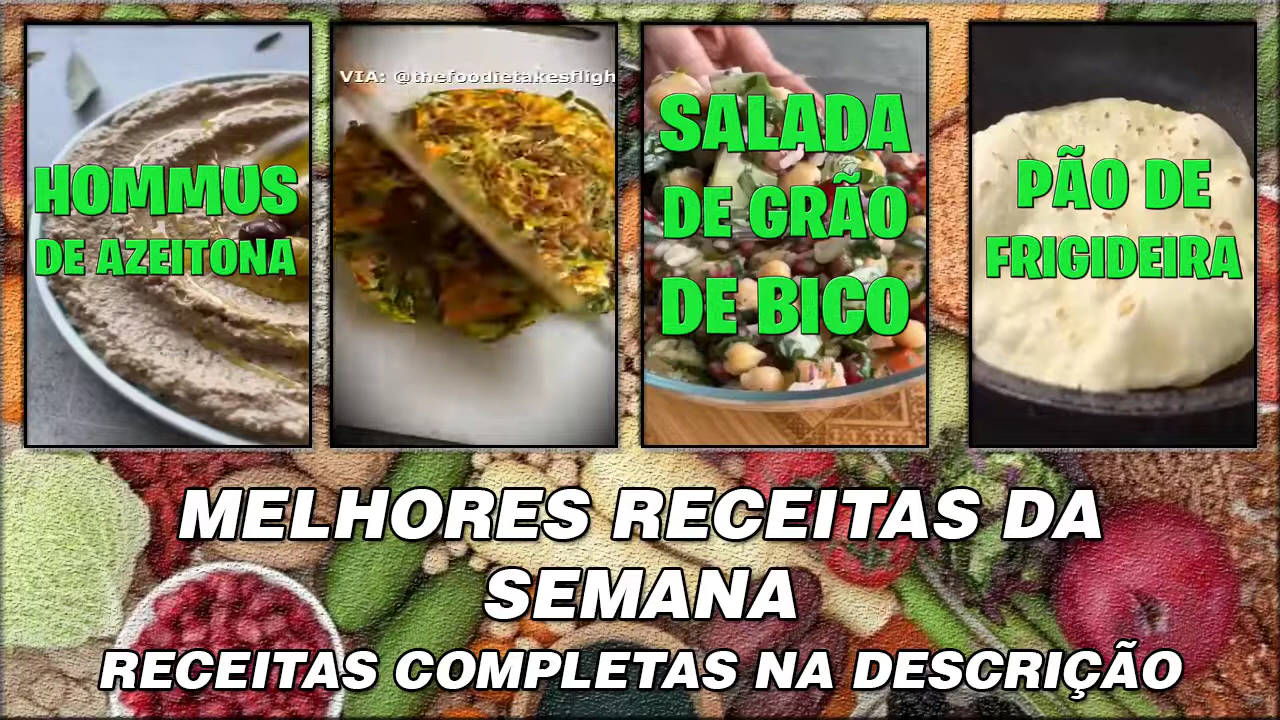 HOMMUS
DE AZEITONA
VIA: @thefoodietakesfligh
SALADA
DE GRÃO
DE BICO
PÃO DE
FRIGIDEIRA
MELHORES RECEITAS DA
SEMANA
RECEITAS COMPLETAS NA DESCRIÇÃO